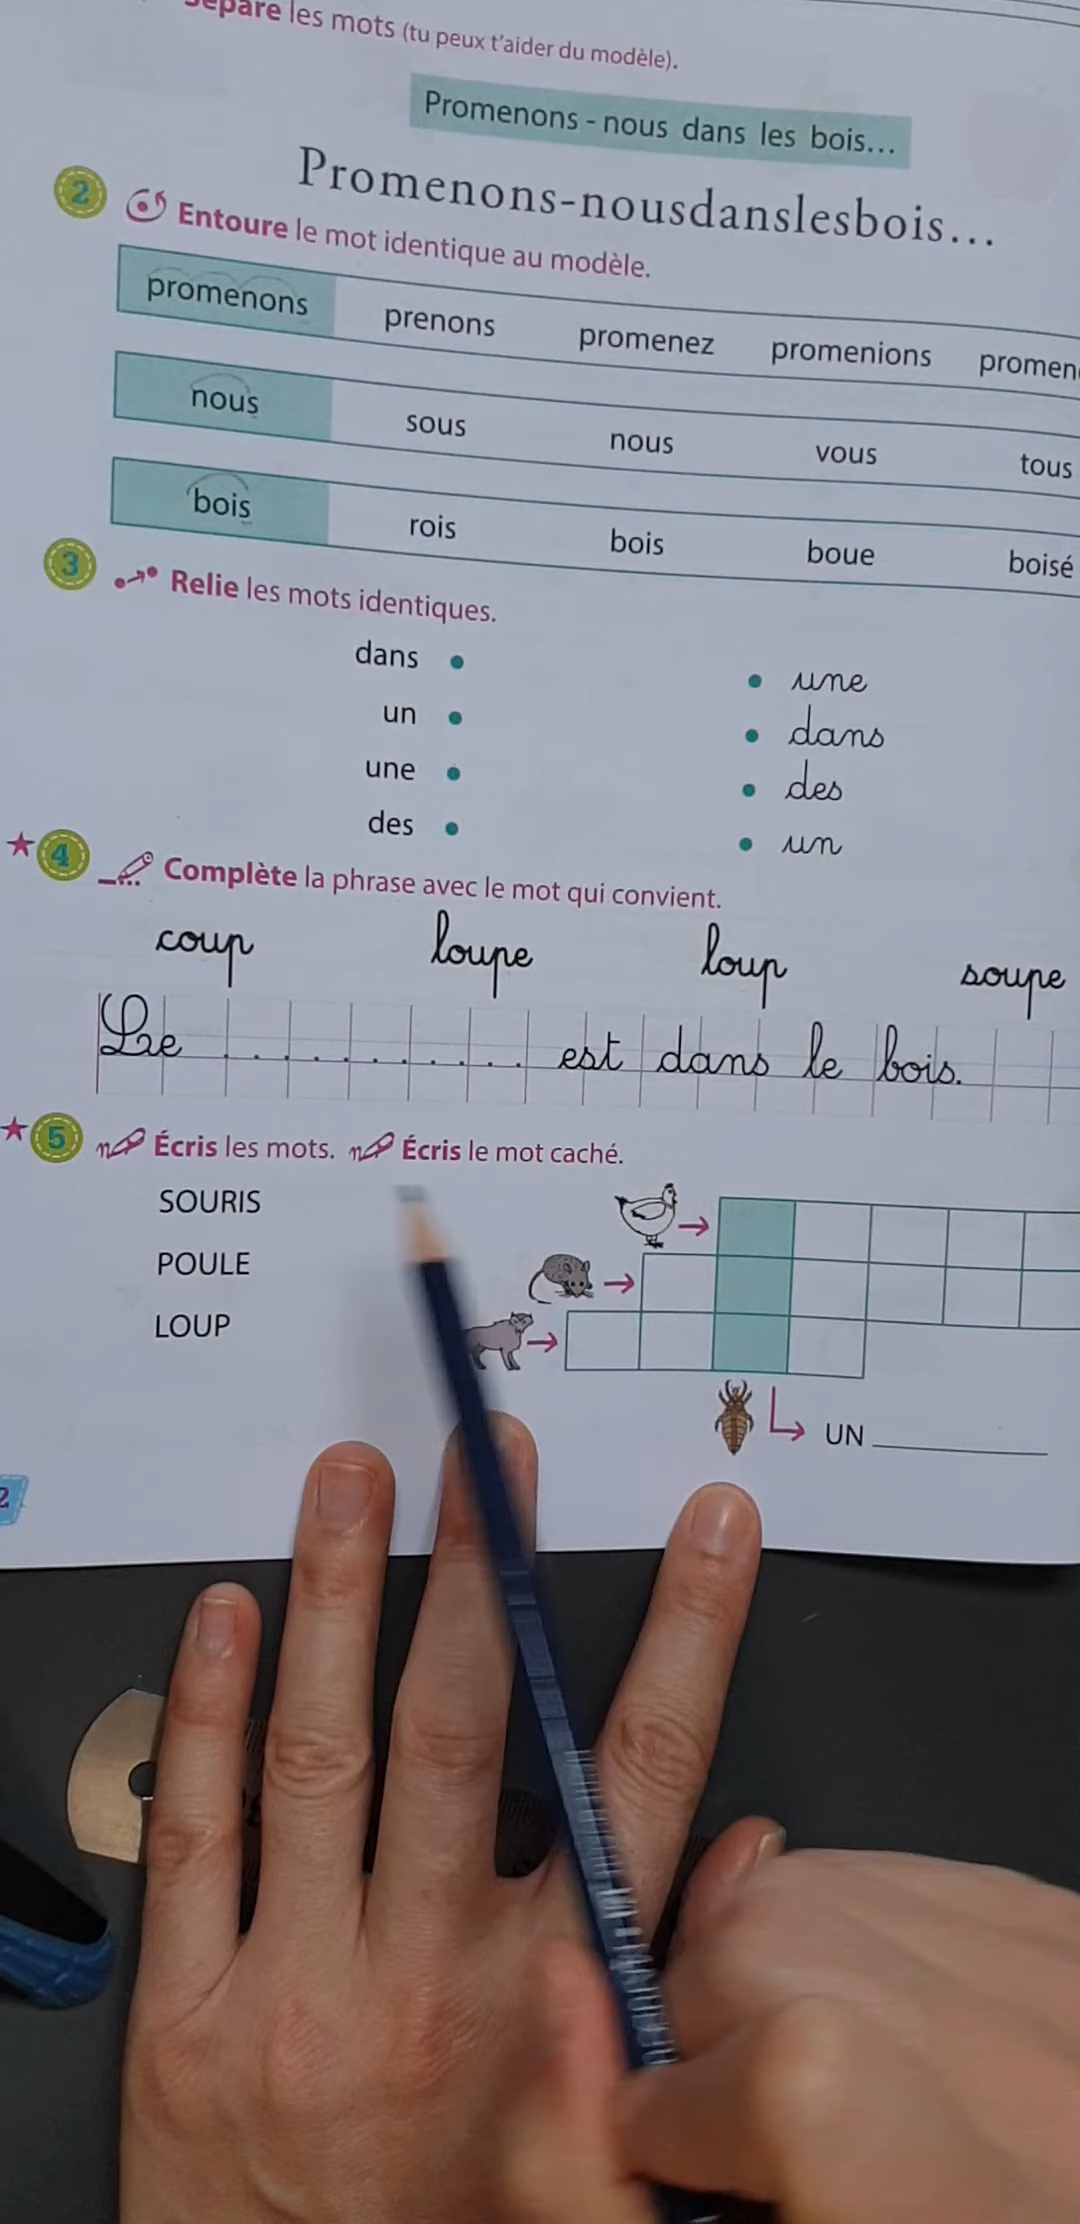 les mots (tu peux t'aider du modèle).
Promenons - nous dans les bois...
Promenons-nousdanslesbois...
2 Entoure le mot identique au modèle.
promenons prenons promenez promenions
nous sous nous vous tous
bois rois bois boue boisé
3 Relie les mots identiques.
dans une
un dans
une des
des un
4 Complète la phrase avec le mot qui convient.
coup loupe loup soupe
Le .......... est dans le bois.
5 Écris les mots. Écris le mot caché.
SOURIS
POULE
LOUP
UN